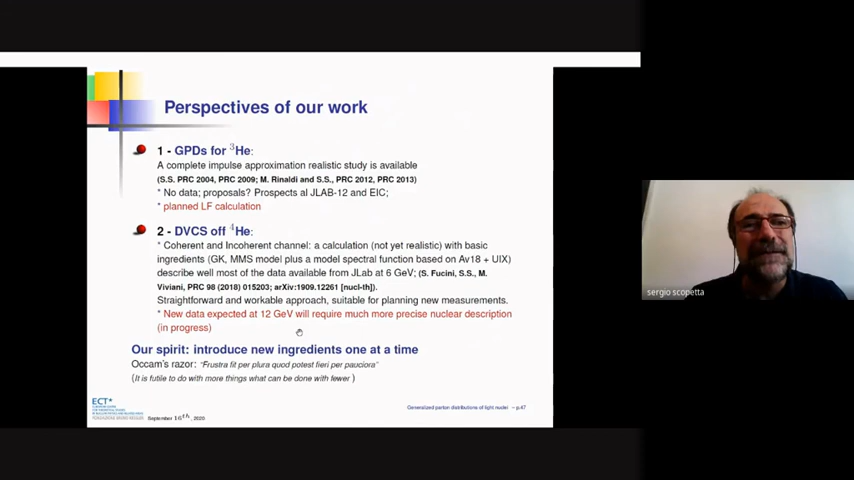 Perspectives of our work
1 - GPDs for ³He:
A complete impulse approximation realistic study is available
(S.S. PRC 2004, PRC 2009; M. Rinaldi and S.S., PRC 2012, PRC 2013)
* No data; proposals? Prospects al JLAB-12 and EIC;
* planned LF calculation
2 - DVCS off ⁴He:
* Coherent and Incoherent channel: a calculation (not yet realistic) with basic
ingredients (GK, MMS model plus a model spectral function based on Av18 + UIX)
describe well most of the data available from JLab at 6 GeV; (S. Fucini, S.S., M.
Viviani, PRC 98 (2018) 015203; arXiv:1909.12261 [nucl-th]).
Straightforward and workable approach, suitable for planning new measurements.
* New data expected at 12 GeV will require much more precise nuclear description
(in progress)
Our spirit: introduce new ingredients one at a time
Occam's razor: "Frustra fit per plura quod potest fieri per pauciora"
(It is futile to do with more things what can be done with fewer)
ECT*
September 16th, 2020
Generalized parton distributions of light nuclei – p.47
sergio scopetta